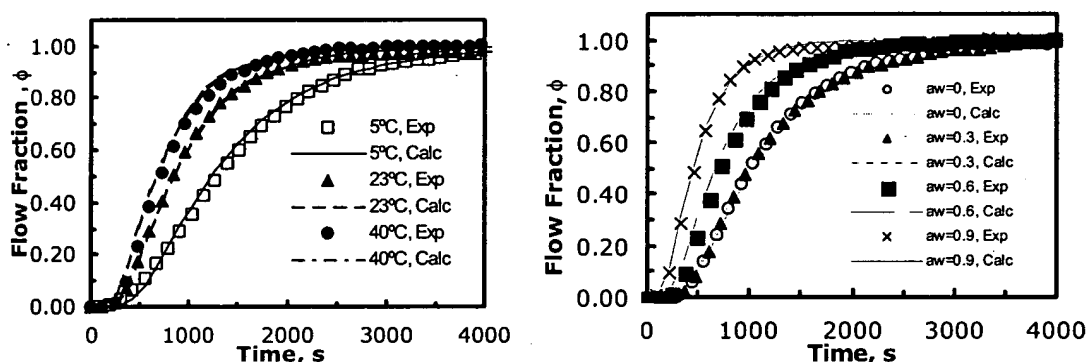 Flow Fraction, ϕ
1.00
0.80
0.60
0.40
0.20
0.00
5ºC, Exp
5ºC, Calc
23ºC, Exp
23ºC, Calc
40ºC, Exp
40ºC, Calc
0 1000 2000 3000 4000
Time, s
Flow Fraction, ϕ
1.00
0.80
0.60
0.40
0.20
0.00
aw=0, Exp
aw=0, Calc
aw=0.3, Exp
aw=0.3, Calc
aw=0.6, Exp
aw=0.6, Calc
aw=0.9, Exp
aw=0.9, Calc
0 1000 2000 3000 4000
Time, s